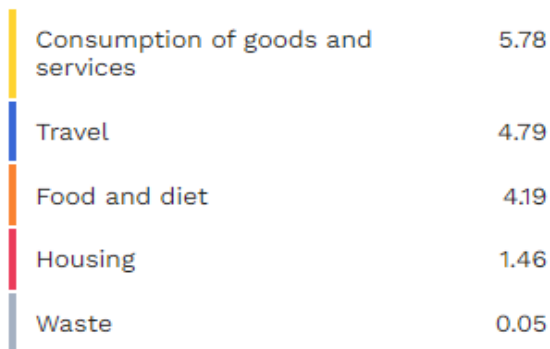 Consumption of goods and 5.78
services
Travel 4.79
Food and diet 4.19
Housing 1.46
Waste 0.05